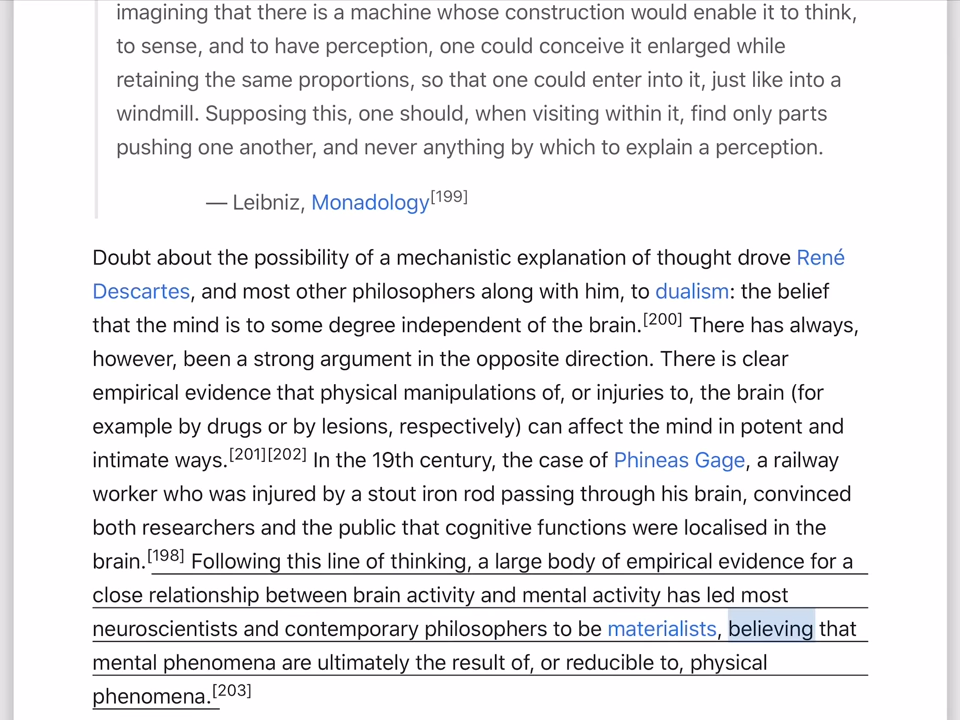 imagining that there is a machine whose construction would enable it to think,
to sense, and to have perception, one could conceive it enlarged while
retaining the same proportions, so that one could enter into it, just like into a
windmill. Supposing this, one should, when visiting within it, find only parts
pushing one another, and never anything by which to explain a perception.
— Leibniz, Monadology[199]
Doubt about the possibility of a mechanistic explanation of thought drove René
Descartes, and most other philosophers along with him, to dualism: the belief
that the mind is to some degree independent of the brain.[200] There has always,
however, been a strong argument in the opposite direction. There is clear
empirical evidence that physical manipulations of, or injuries to, the brain (for
example by drugs or by lesions, respectively) can affect the mind in potent and
intimate ways.[201][202] In the 19th century, the case of Phineas Gage, a railway
worker who was injured by a stout iron rod passing through his brain, convinced
both researchers and the public that cognitive functions were localised in the
brain.[198] Following this line of thinking, a large body of empirical evidence for a
close relationship between brain activity and mental activity has led most
neuroscientists and contemporary philosophers to be materialists, believing that
mental phenomena are ultimately the result of, or reducible to, physical
phenomena.[203]